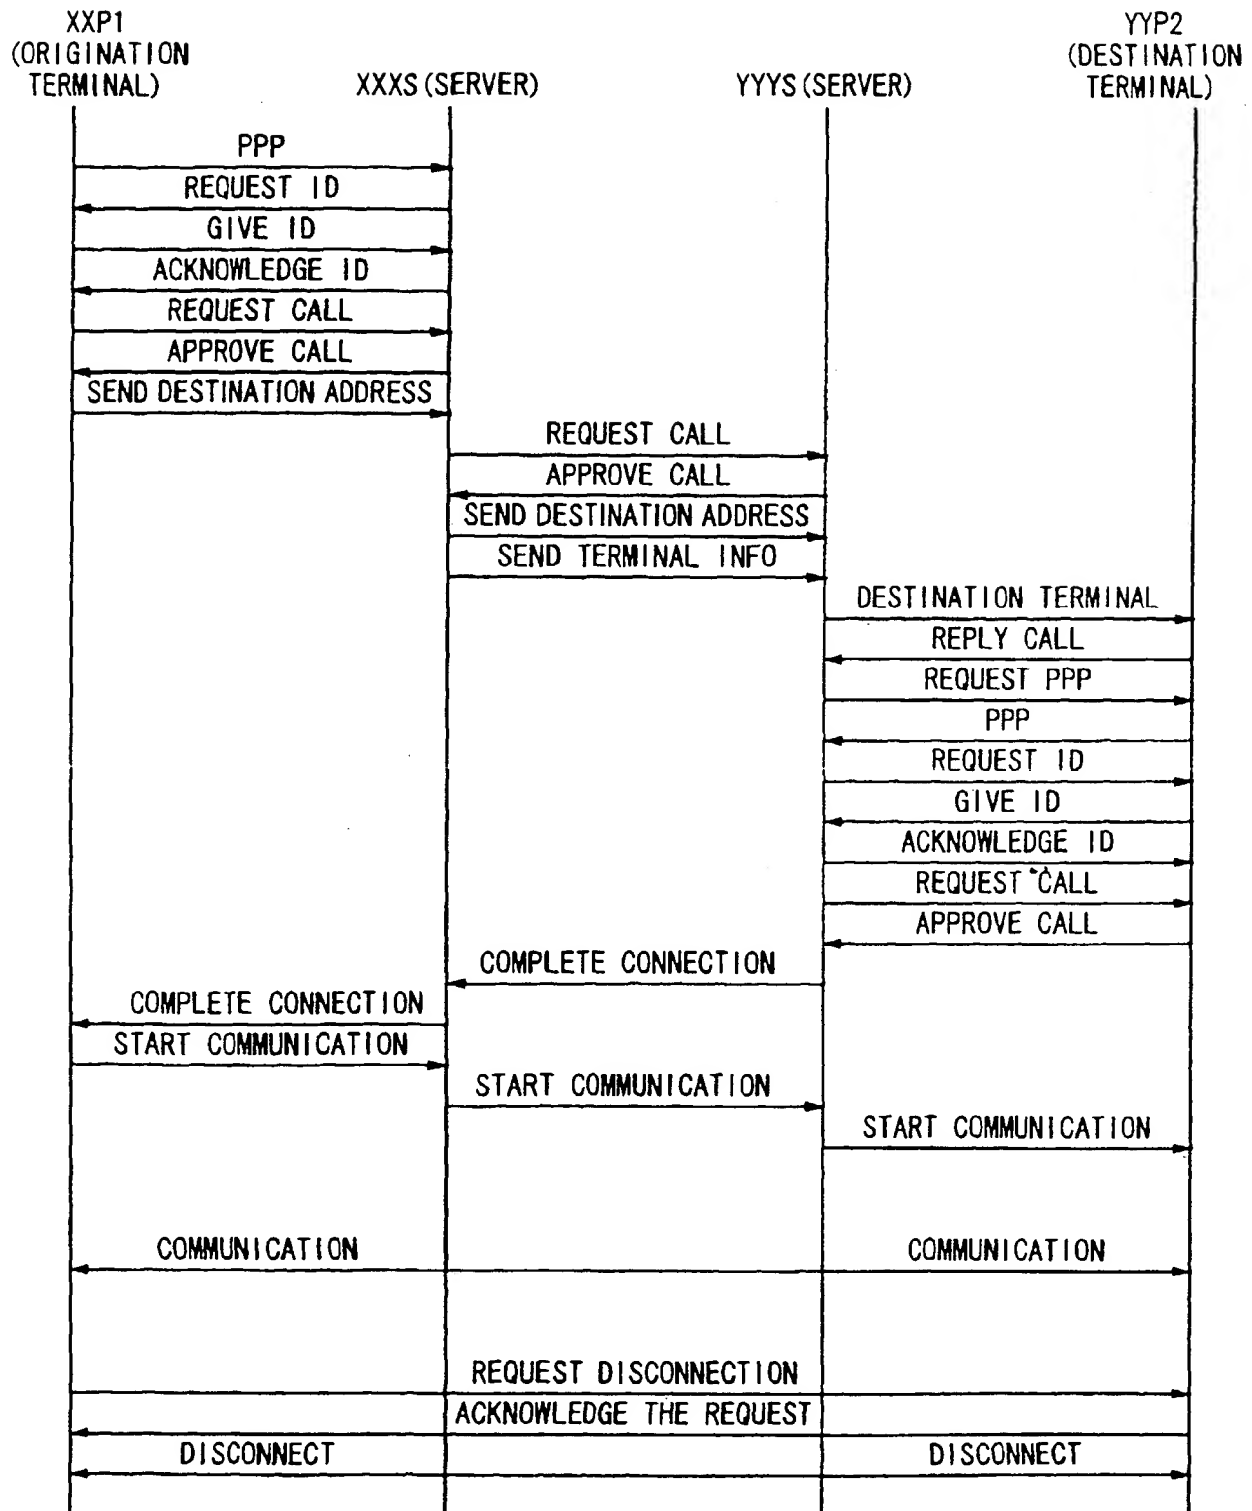 XXP1
(ORIGINATION
TERMINAL)
XXXS(SERVER)
YYYS(SERVER)
YYP2
(DESTINATION
TERMINAL)
PPP
REQUEST ID
GIVE ID
ACKNOWLEDGE ID
REQUEST CALL
APPROVE CALL
SEND DESTINATION ADDRESS
REQUEST CALL
APPROVE CALL
SEND DESTINATION ADDRESS
SEND TERMINAL INFO
DESTINATION TERMINAL
REPLY CALL
REQUEST PPP
PPP
REQUEST ID
GIVE ID
ACKNOWLEDGE ID
REQUEST CALL
APPROVE CALL
COMPLETE CONNECTION
COMPLETE CONNECTION
START COMMUNICATION
START COMMUNICATION
START COMMUNICATION
COMMUNICATION
COMMUNICATION
REQUEST DISCONNECTION
ACKNOWLEDGE THE REQUEST
DISCONNECT
DISCONNECT